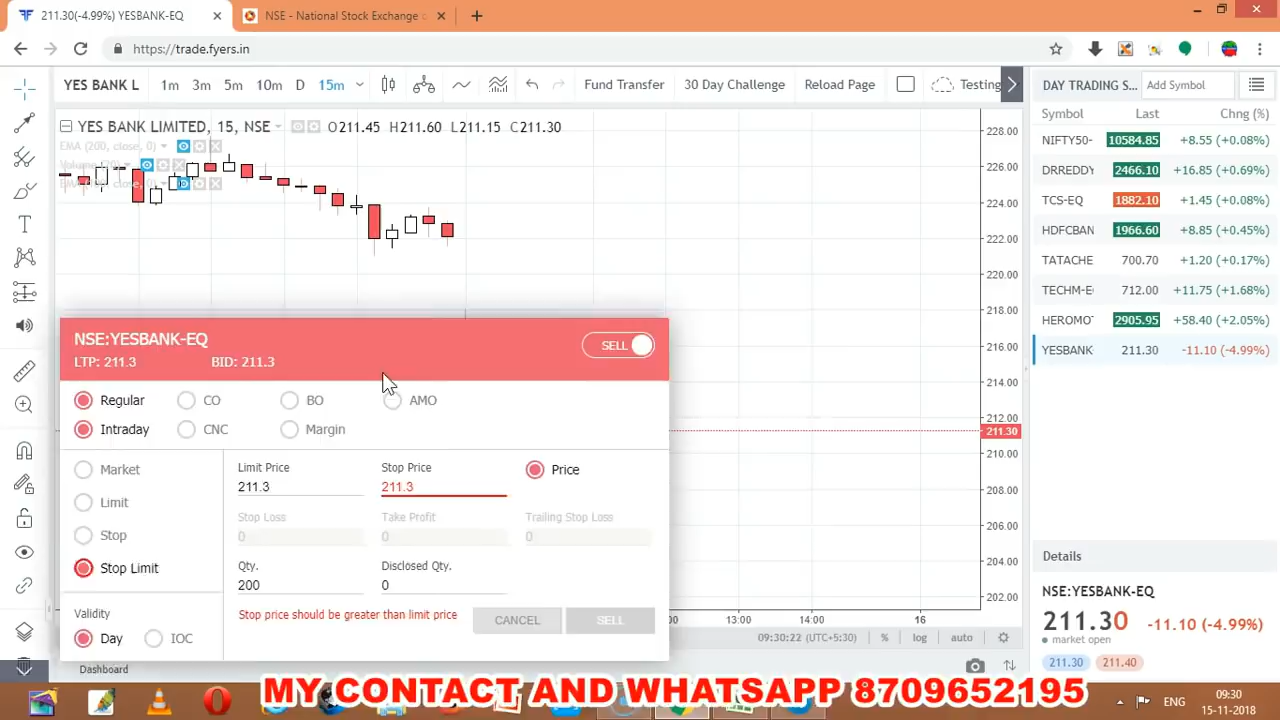 211.30(-4.99%) YESBANK-EQ
NSE - National Stock Exchange o
https://trade.fyers.in
YES BANK L 1m 3m 5m 10m D 15m Fund Transfer 30 Day Challenge Reload Page Testing
DAY TRADING S... Add Symbol
Symbol Last Chng (%)
YES BANK LIMITED, 15, NSE O211.45 H211.60 L211.15 C211.30
EMA (200, close, 0)
Volume (20)
EMA (close, 0)
NIFTY50- 10584.85 +8.55 (+0.08%)
DRREDDY 2466.10 +16.85 (+0.69%)
TCS-EQ 1882.10 +1.45 (+0.08%)
HDFCBAN 1966.60 +8.85 (+0.45%)
TATACHE 700.70 +1.20 (+0.17%)
TECHM-E 712.00 +11.75 (+1.68%)
HEROMO 2905.95 +58.40 (+2.05%)
YESBANK 211.30 -11.10 (-4.99%)
228.00
226.00
224.00
222.00
220.00
218.00
216.00
214.00
212.00
211.30
210.00
208.00
206.00
204.00
202.00
NSE:YESBANK-EQ
SELL
LTP: 211.3 BID: 211.3
Regular CO BO AMO
Intraday CNC Margin
Market
Limit
Stop
Stop Limit
Limit Price Stop Price Price
211.3 211.3
Stop Loss Take Profit Trailing Stop Loss
0 0 0
Qty. Disclosed Qty.
200 0
Stop price should be greater than limit price
CANCEL SELL
Validity
Day IOC
00 13:00 14:00 16
09:30:22 (UTC+5:30) % log auto
Dashboard
Details
NSE:YESBANK-EQ
211.30 -11.10 (-4.99%)
market open
211.30 211.40
MY CONTACT AND WHATSAPP 8709652195
ENG
09:30
15-11-2018